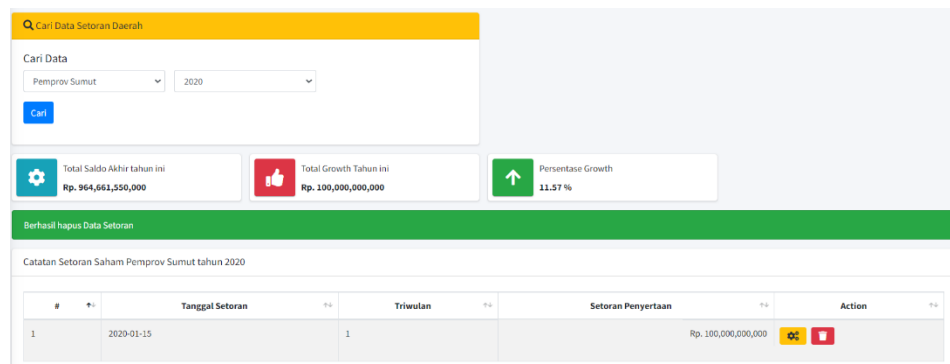 Cari Data Setoran Daerah
Cari Data
Pemprov Sumut 2020
Cari
Total Saldo Akhir tahun ini
Rp. 964,661,550,000
Total Growth Tahun ini
Rp. 100,000,000,000
Persentase Growth
11.57 %
Berhasil hapus Data Setoran
Catatan Setoran Saham Pemprov Sumut tahun 2020
# Tanggal Setoran Triwulan Setoran Penyertaan Action
1 2020-01-15 1 Rp. 100,000,000,000